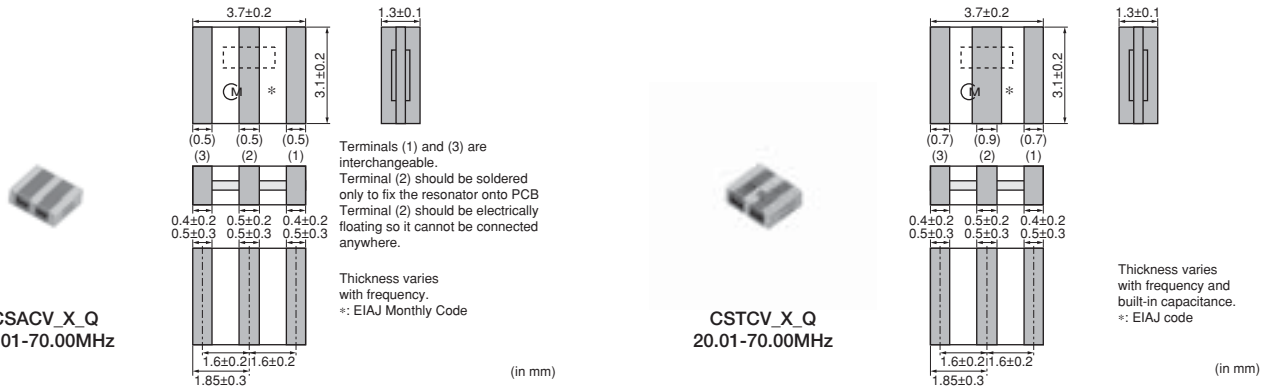 3.7±0.2
1.3±0.1
3.1±0.2
M
*
(0.5) (0.5) (0.5)
(3) (2) (1)
Terminals (1) and (3) are
interchangeable.
Terminal (2) should be soldered
only to fix the resonator onto PCB
Terminal (2) should be electrically
floating so it cannot be connected
anywhere.
0.4±0.2 0.5±0.2 0.4±0.2
0.5±0.3 0.5±0.3 0.5±0.3
Thickness varies
with frequency.
*: EIAJ Monthly Code
CSACV_X_Q
01-70.00MHz
1.6±0.2 1.6±0.2
1.85±0.3
(in mm)
3.7±0.2
1.3±0.1
3.1±0.2
M
*
(0.7) (0.9) (0.7)
(3) (2) (1)
0.4±0.2 0.5±0.2 0.4±0.2
0.5±0.3 0.5±0.3 0.5±0.3
Thickness varies
with frequency and
built-in capacitance.
*: EIAJ code
CSTCV_X_Q
20.01-70.00MHz
1.6±0.2 1.6±0.2
1.85±0.3
(in mm)